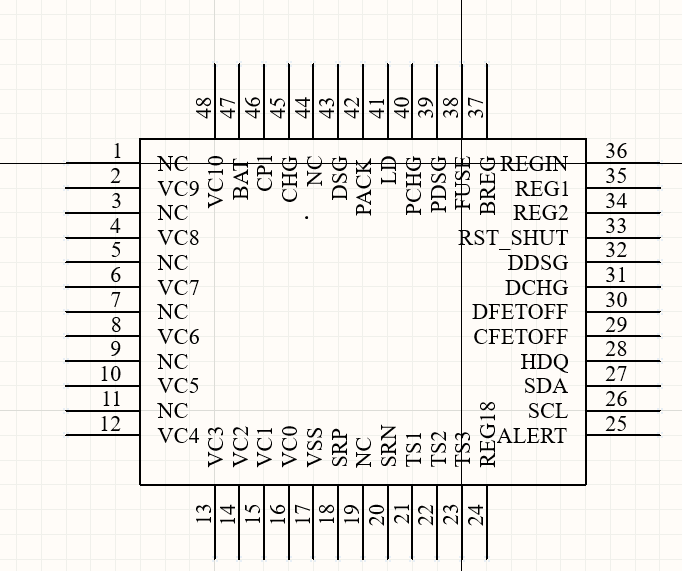 48 47 46 45 44 43 42 41 40 39 38 37
VC10 BAT CP1 CHG NC DSG PACK LD PCHG PDSG FUSE BREG
1 NC REGIN 36
2 VC9 REG1 35
3 NC REG2 34
4 VC8 RST_SHUT 33
5 NC DDSG 32
6 VC7 DCHG 31
7 NC DFETOFF 30
8 VC6 CFETOFF 29
9 NC HDQ 28
10 VC5 SDA 27
11 NC SCL 26
12 VC4 ALERT 25
VC3 VC2 VC1 VC0 VSS SRP NC SRN TS1 TS2 TS3 REG18
13 14 15 16 17 18 19 20 21 22 23 24